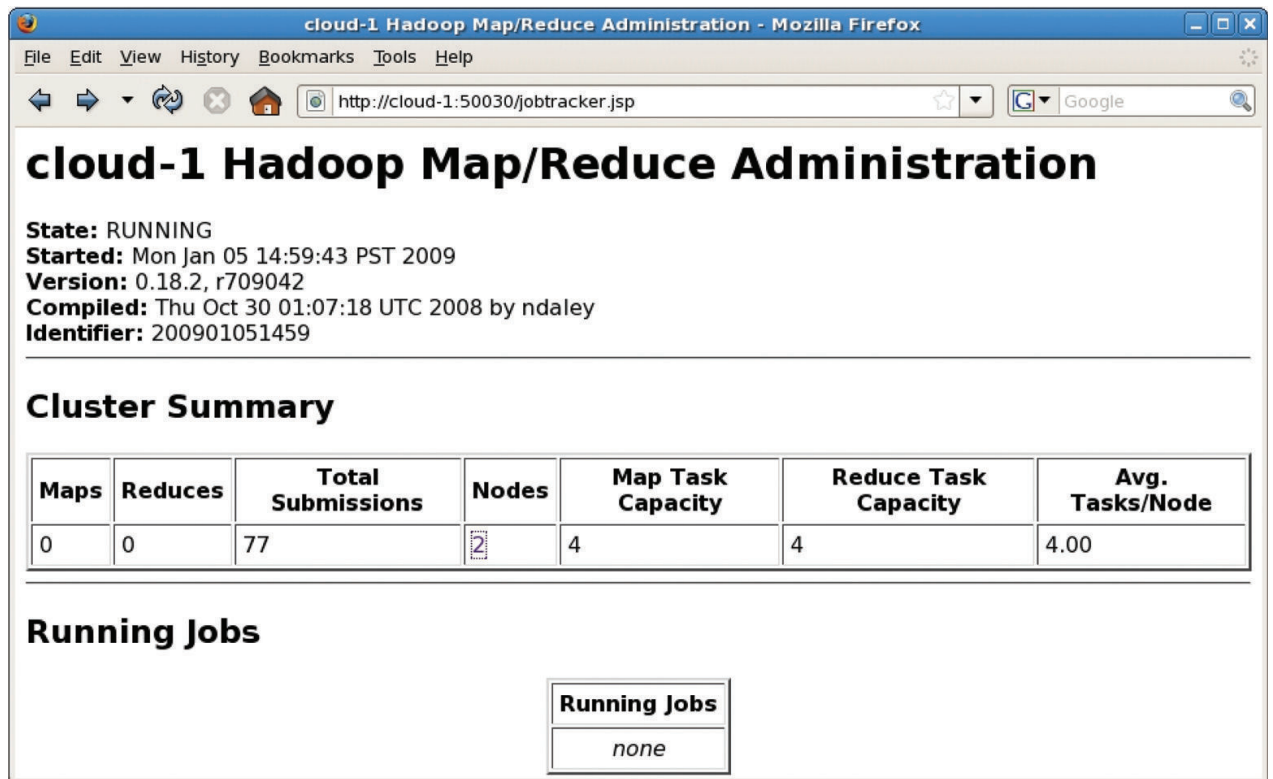 cloud-1 Hadoop Map/Reduce Administration - Mozilla Firefox
File Edit View History Bookmarks Tools Help
http://cloud-1:50030/jobtracker.jsp
G Google
cloud-1 Hadoop Map/Reduce Administration
State: RUNNING
Started: Mon Jan 05 14:59:43 PST 2009
Version: 0.18.2, r709042
Compiled: Thu Oct 30 01:07:18 UTC 2008 by ndaley
Identifier: 200901051459
Cluster Summary
Maps Reduces Total Submissions Nodes Map Task Capacity Reduce Task Capacity Avg. Tasks/Node
0 0 77 2 4 4 4.00
Running Jobs
Running Jobs
none